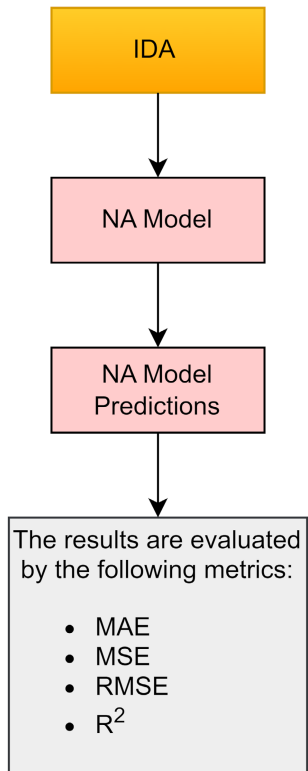 IDA
NA Model
NA Model
Predictions
The results are evaluated
by the following metrics:
• MAE
• MSE
• RMSE
• R²